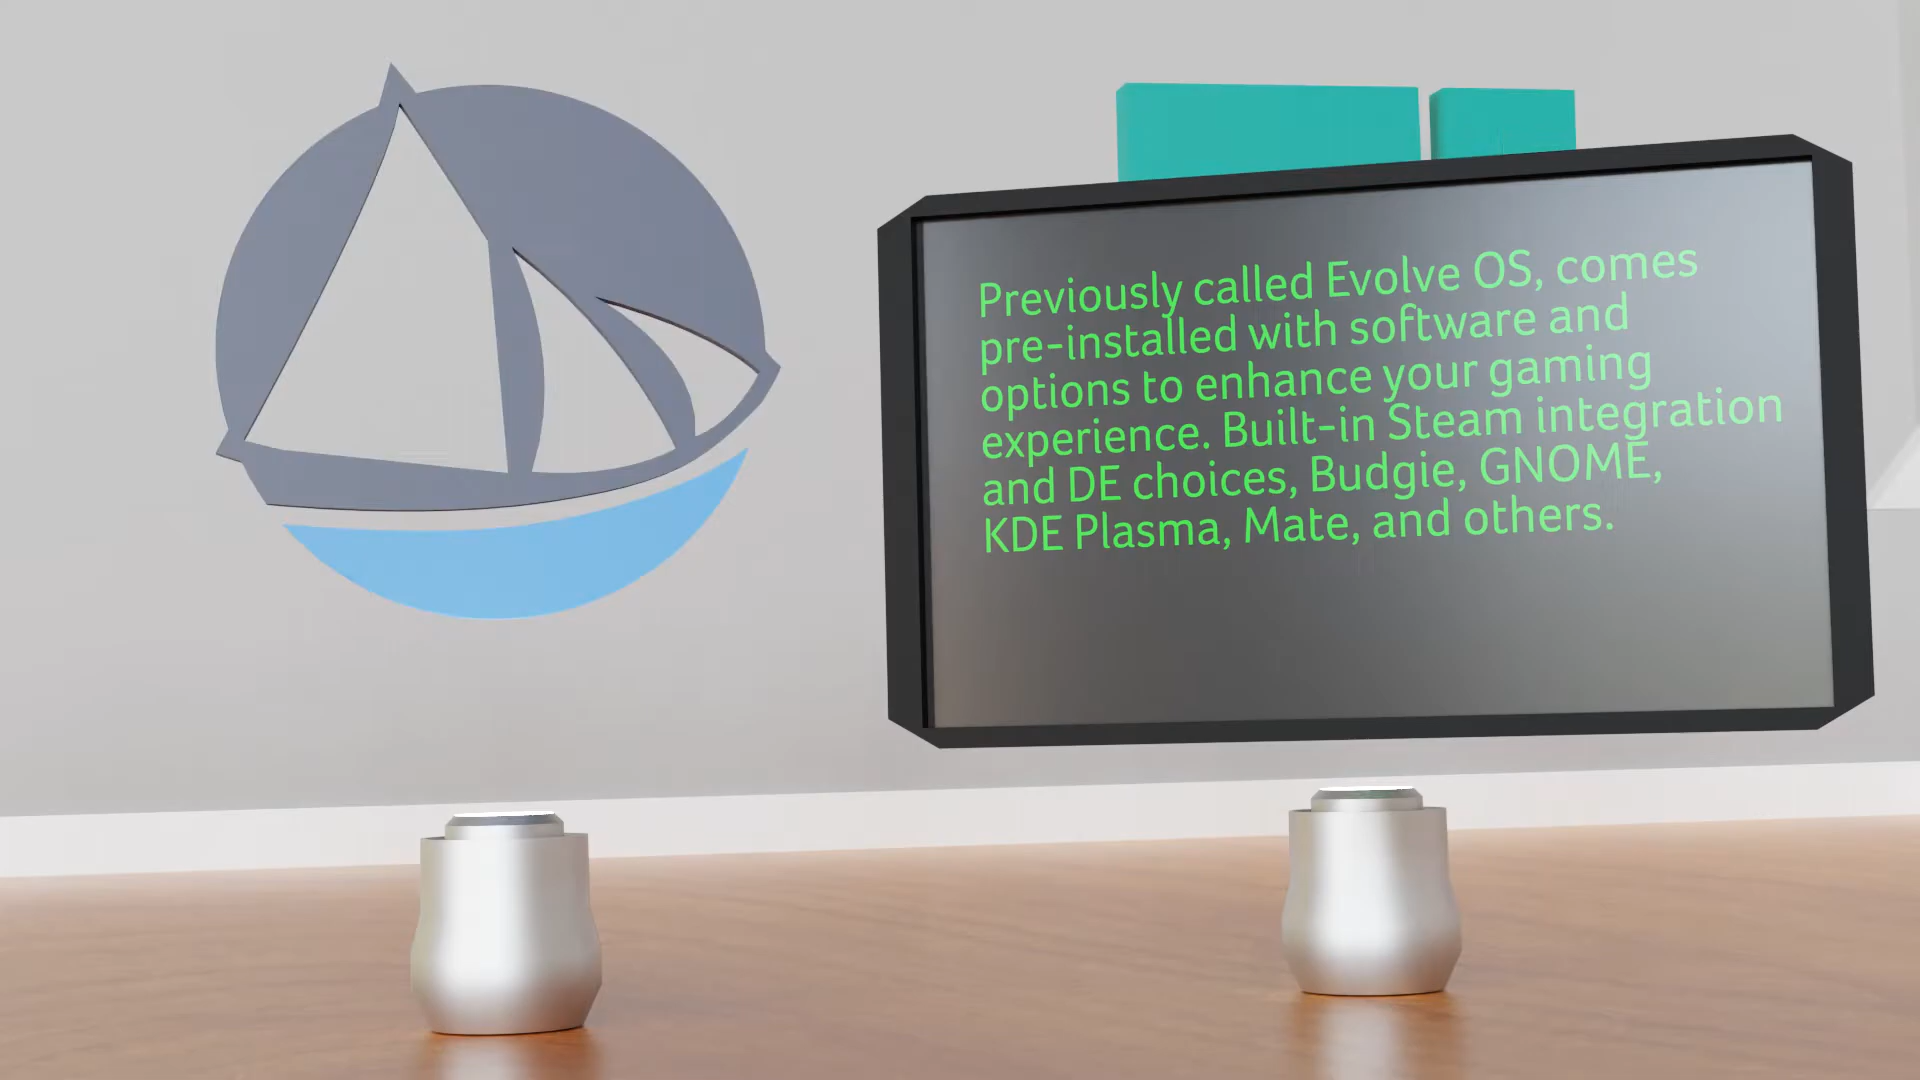 Previously called Evolve OS, comes
pre-installed with software and
options to enhance your gaming
experience. Built-in Steam integration
and DE choices, Budgie, GNOME,
KDE Plasma, Mate, and others.